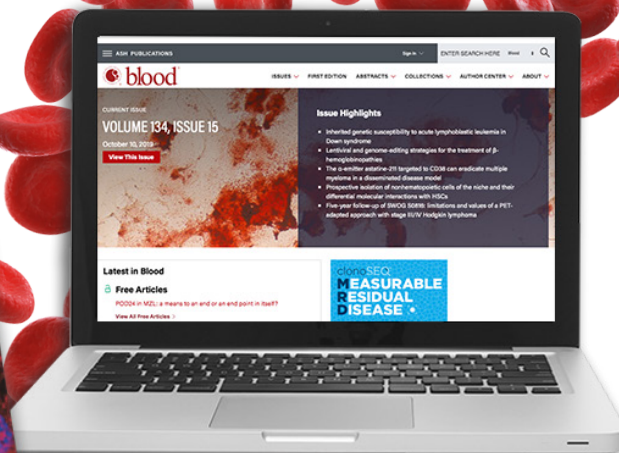 ASH PUBLICATIONS
Sign In
ENTER SEARCH HERE
Blood
blood
ISSUES
FIRST EDITION
ABSTRACTS
COLLECTIONS
AUTHOR CENTER
ABOUT
CURRENT ISSUE
VOLUME 134, ISSUE 15
October 10, 2019
View This Issue
Issue Highlights
Inherited genetic susceptibility to acute lymphoblastic leukemia in
Down syndrome
Lentiviral and genome-editing strategies for the treatment of β-
hemoglobinopathies
The α-emitter astatine-211 targeted to CD38 can eradicate multiple
myeloma in a disseminated disease model
Prospective isolation of nonhematopoietic cells of the niche and their
differential molecular interactions with HSCs
Five-year follow-up of SWOG S0816: limitations and values of a PET-
adapted approach with stage III/IV Hodgkin lymphoma
Latest in Blood
Free Articles
POD24 in MZL: a means to an end or an end point in itself?
View All Free Articles
clonoSEQ
MEASURABLE
RESIDUAL
DISEASE